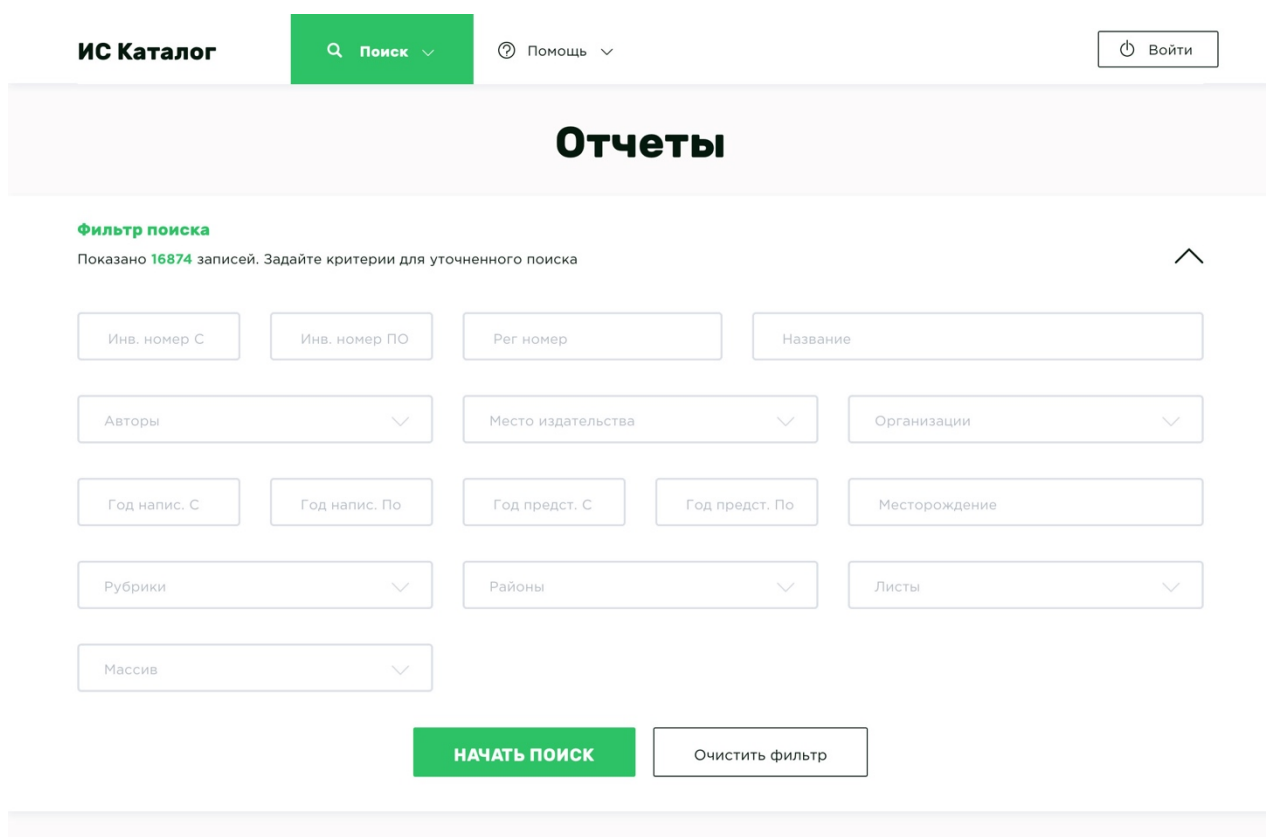 ИС Каталог Поиск Помощь Войти
Отчеты
Фильтр поиска
Показано 16874 записей. Задайте критерии для уточненного поиска
Инв. номер С Инв. номер ПО Рег номер Название
Авторы Место издательства Организации
Год напис. С Год напис. По Год предст. С Год предст. По Месторождение
Рубрики Районы Листы
Массив
НАЧАТЬ ПОИСК Очистить фильтр